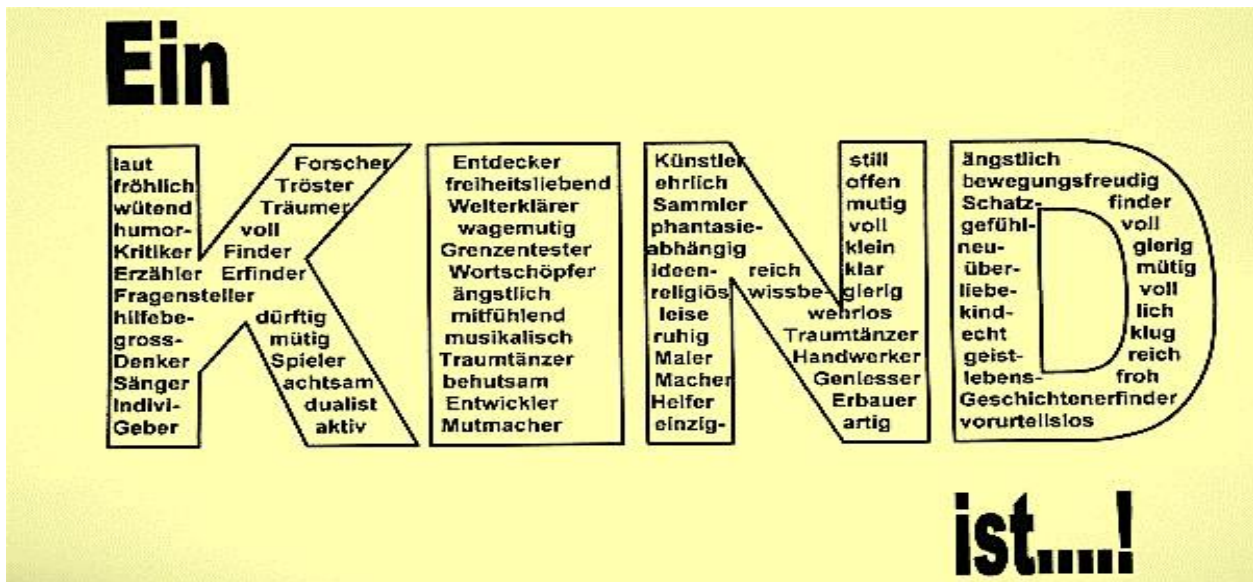 Ein
laut Forscher Entdecker Künstler still ängstlich
fröhlich Tröster freiheitsliebend ehrlich offen bewegungsfreudig
wütend Träumer Welterklärer Sammler mutig Schatz- finder
humor- voll wagemutig phantasie- voll gefühl- voll
Kritiker Finder Grenzentester abhängig klein neu- gierig
Erzähler Erfinder Wortschöpfer ideen- reich klar über- mütig
Fragensteller ängstlich religiös wissbe- gierig liebe- voll
hilfebe- dürftig mitfühlend leise wehrlos kind- lich
gross- mütig musikalisch ruhig Traumtänzer echt klug
Denker Spieler Traumtänzer Maler Handwerker geist- reich
Sänger achtsam behutsam Macher Geniesser lebens- froh
Indivi- dualist Entwickler Helfer Erbauer Geschichtenerfinder
Geber aktiv Mutmacher einzig- artig vorurteilslos
ist....!